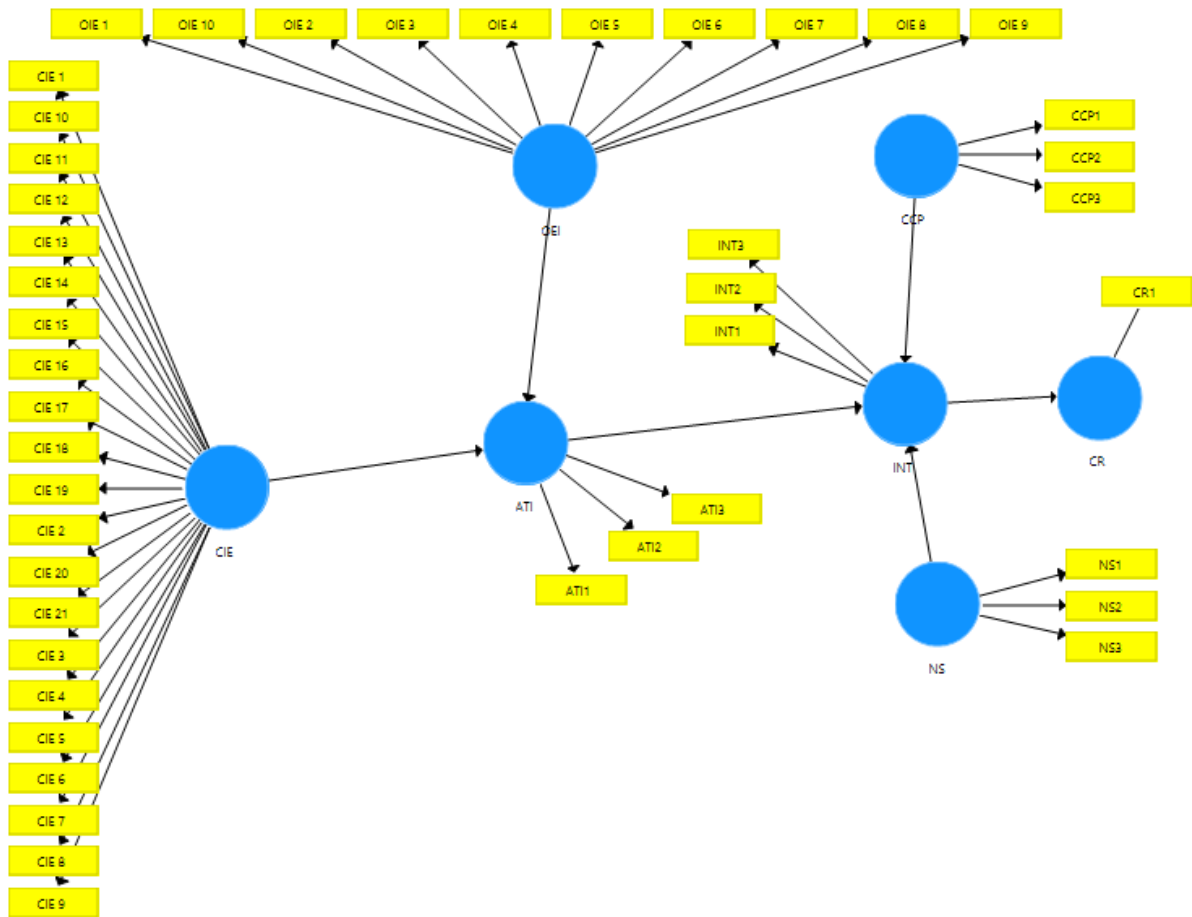 OIE 1
OIE 10
OIE 2
OIE 3
OIE 4
OIE 5
OIE 6
OIE 7
OIE 8
OIE 9
CIE 1
CIE 10
CIE 11
CIE 12
CIE 13
CIE 14
CIE 15
CIE 16
CIE 17
CIE 18
CIE 19
CIE 2
CIE 20
CIE 21
CIE 3
CIE 4
CIE 5
CIE 6
CIE 7
CIE 8
CIE 9
CIE
OEI
ATI
ATI3
ATI2
ATI1
INT3
INT2
INT1
INT
CCP
CCP1
CCP2
CCP3
CR1
CR
NS1
NS2
NS3
NS